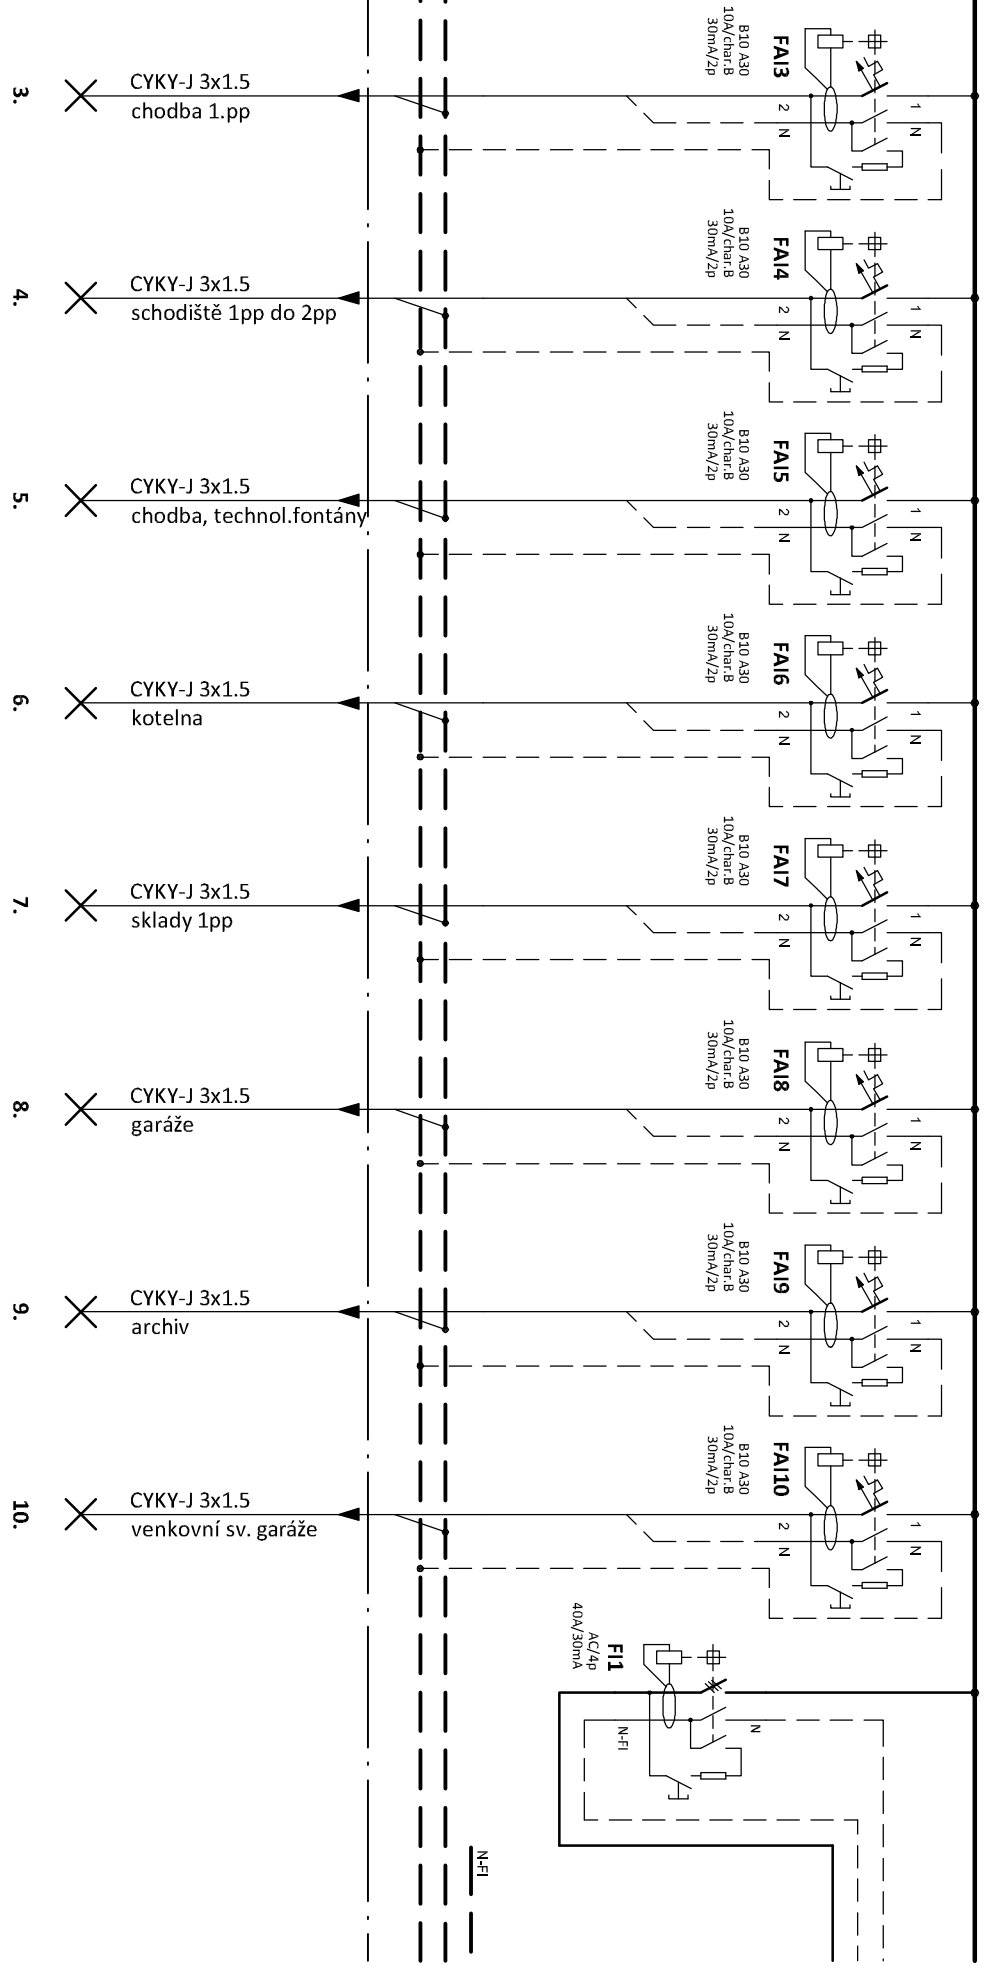 3.
CYKY-J 3x1.5
chodba 1.pp
FAI3
B10 A30
10A/char.B
30mA/2p
1
N
2
N
4.
CYKY-J 3x1.5
schodiště 1pp do 2pp
FAI4
B10 A30
10A/char.B
30mA/2p
1
N
2
N
5.
CYKY-J 3x1.5
chodba, technol.fontány
FAI5
B10 A30
10A/char.B
30mA/2p
1
N
2
N
6.
CYKY-J 3x1.5
kotelna
FAI6
B10 A30
10A/char.B
30mA/2p
1
N
2
N
7.
CYKY-J 3x1.5
sklady 1pp
FAI7
B10 A30
10A/char.B
30mA/2p
1
N
2
N
8.
CYKY-J 3x1.5
garáže
FAI8
B10 A30
10A/char.B
30mA/2p
1
N
2
N
9.
CYKY-J 3x1.5
archiv
FAI9
B10 A30
10A/char.B
30mA/2p
1
N
2
N
10.
CYKY-J 3x1.5
venkovní sv. garáže
FAI10
B10 A30
10A/char.B
30mA/2p
1
N
2
N
FI1
AC/4p
40A/30mA
N
N-FI
N-FI